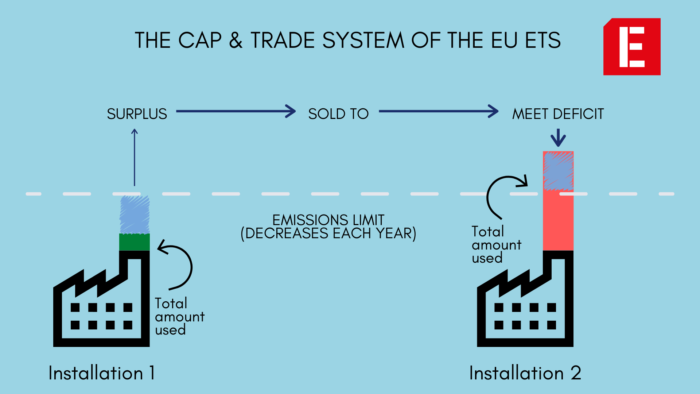 THE CAP & TRADE SYSTEM OF THE EU ETS
E
SURPLUS
SOLD TO
MEET DEFICIT
EMISSIONS LIMIT
(DECREASES EACH YEAR)
Total
amount
used
Total
amount
used
Installation 1
Installation 2